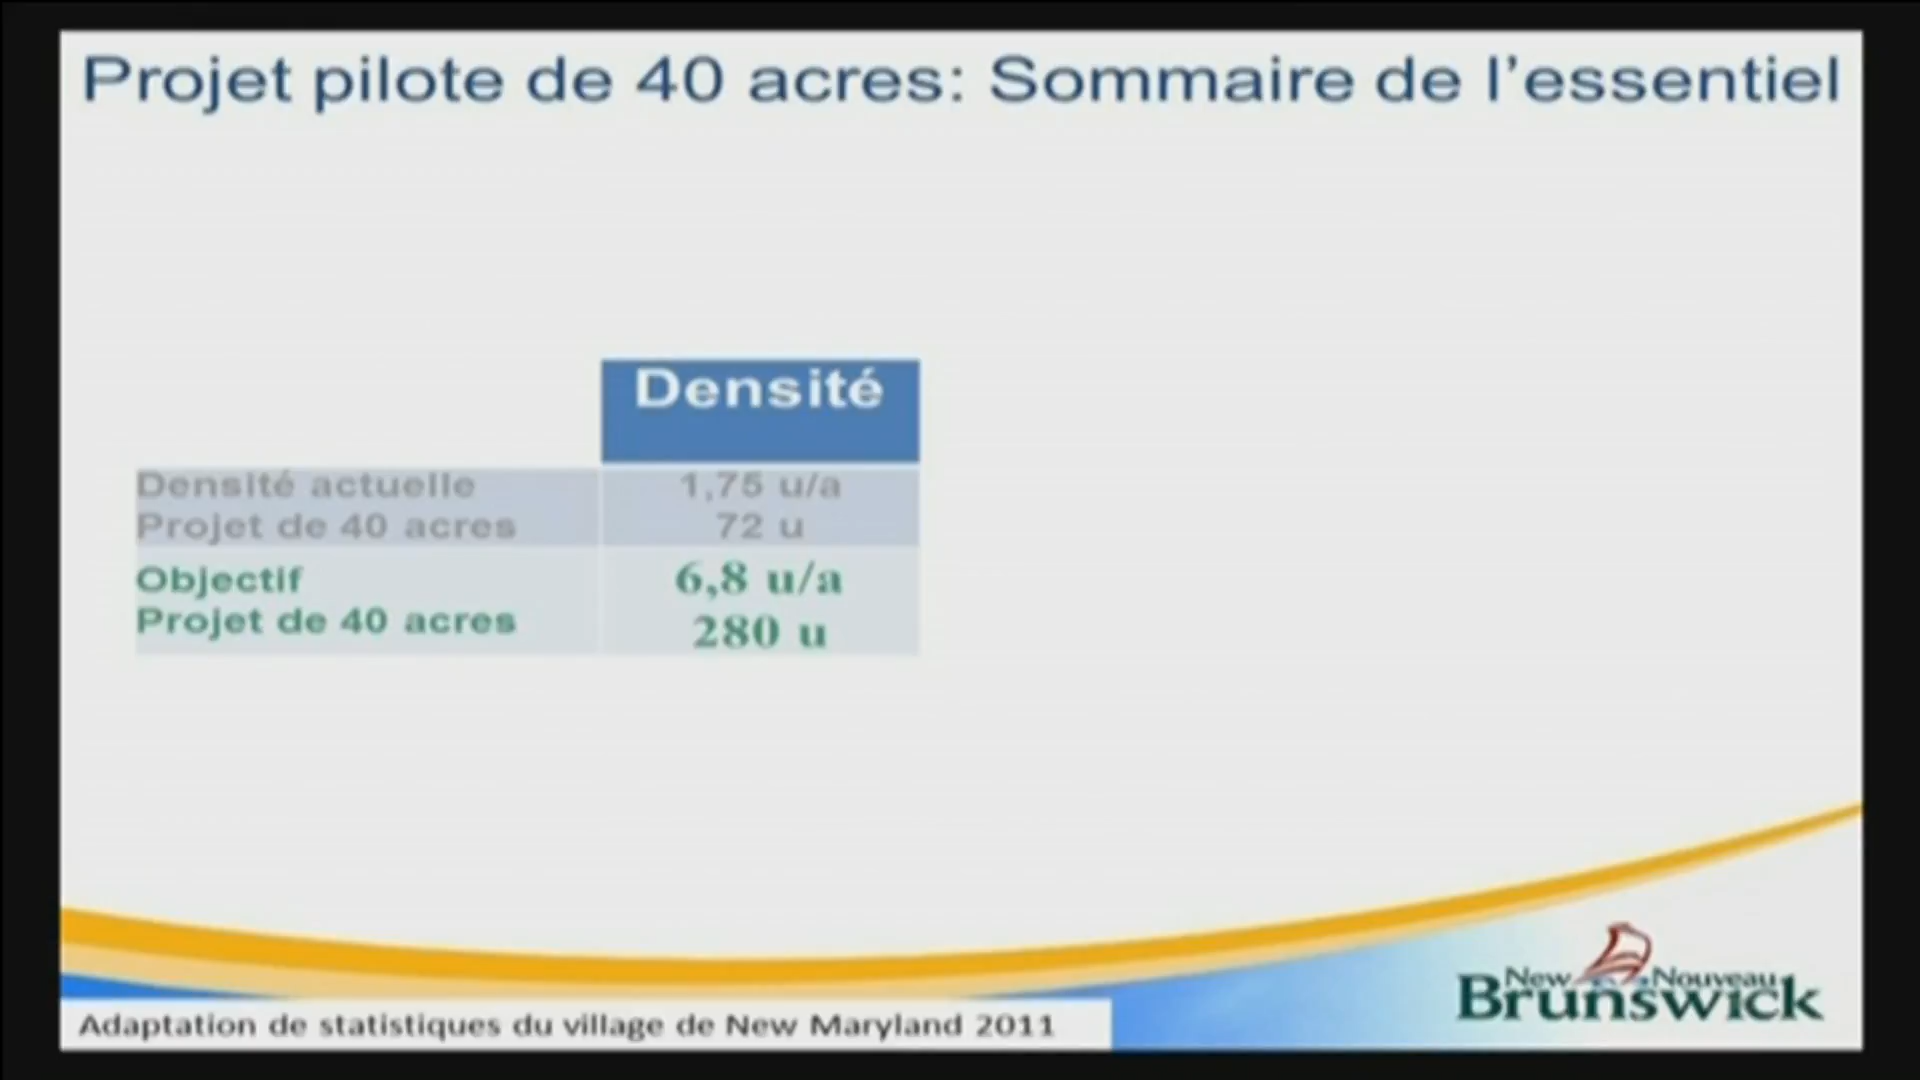 Projet pilote de 40 acres: Sommaire de l’essentiel
Densité
Densité actuelle 1,75 u/a
Projet de 40 acres 72 u
Objectif 6,8 u/a
Projet de 40 acres 280 u
New Nouveau
Brunswick
Adaptation de statistiques du village de New Maryland 2011